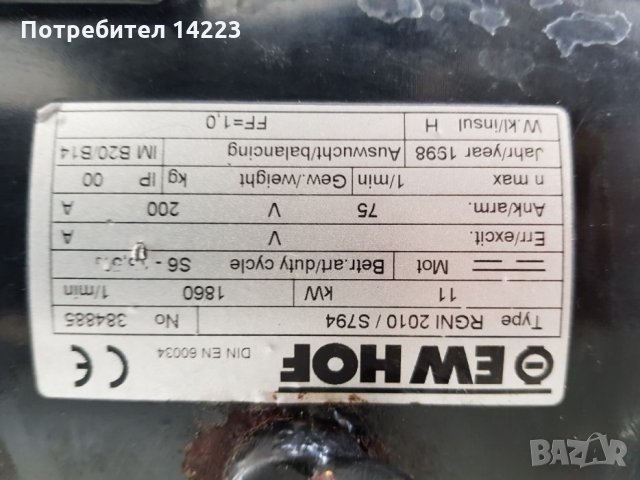 Потребител 14223
EW HOF
DIN EN 60034 CE
Type RGNI 2010 / S794 No 384885
11 kW 1860 1/min
Mot Betr.art/duty cycle S6 -
Err/excit. V A
Ank/arm. 75 V 200 A
n max 1/min Gew./weight kg IP 00
Jahr/year 1998 Auswucht/balancing IM B20/B14
W.kl/insul H FF=1,0
BAZAR